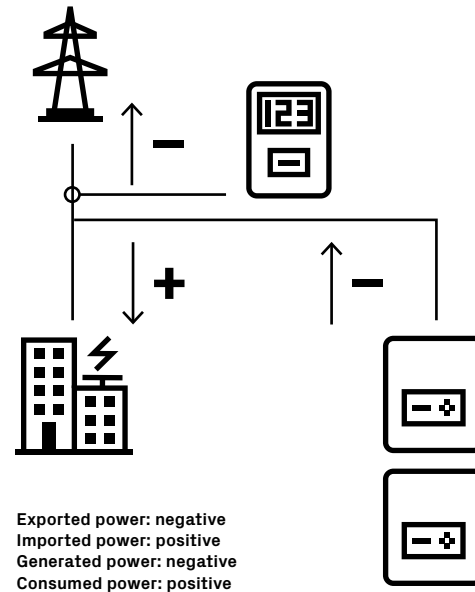 123
Exported power: negative
Imported power: positive
Generated power: negative
Consumed power: positive